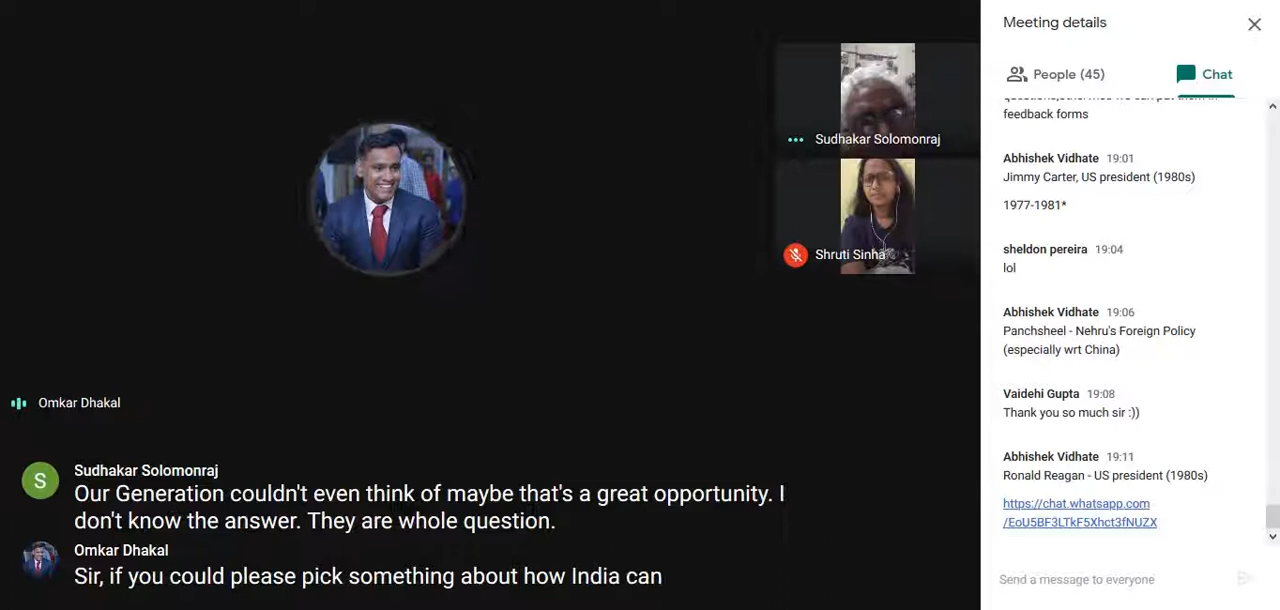 Meeting details
People (45)
Chat
feedback forms
Abhishek Vidhate 19:01
Jimmy Carter, US president (1980s)
1977-1981*
sheldon pereira 19:04
lol
Abhishek Vidhate 19:06
Panchsheel - Nehru's Foreign Policy
(especially wrt China)
Vaidehi Gupta 19:08
Thank you so much sir :))
Abhishek Vidhate 19:11
Ronald Reagan - US president (1980s)
https://chat.whatsapp.com
/EoU5BF3LTkF5Xhct3fNUZX
Send a message to everyone
Sudhakar Solomonraj
Shruti Sinha
Omkar Dhakal
S
Sudhakar Solomonraj
Our Generation couldn't even think of maybe that's a great opportunity. I
don't know the answer. They are whole question.
Omkar Dhakal
Sir, if you could please pick something about how India can